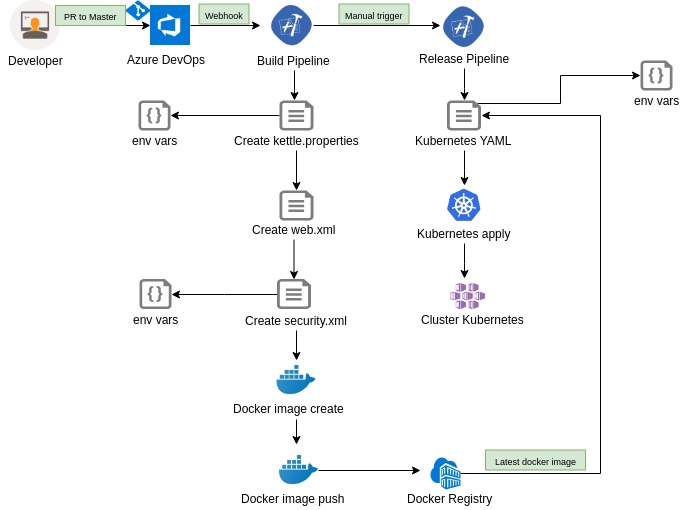 PR to Master
Webhook
Manual trigger
Developer
Azure DevOps
Build Pipeline
Release Pipeline
{ }
env vars
{ }
env vars
Create kettle.properties
Kubernetes YAML
Create web.xml
Kubernetes apply
{ }
env vars
Create security.xml
Cluster Kubernetes
Docker image create
Latest docker image
Docker image push
Docker Registry